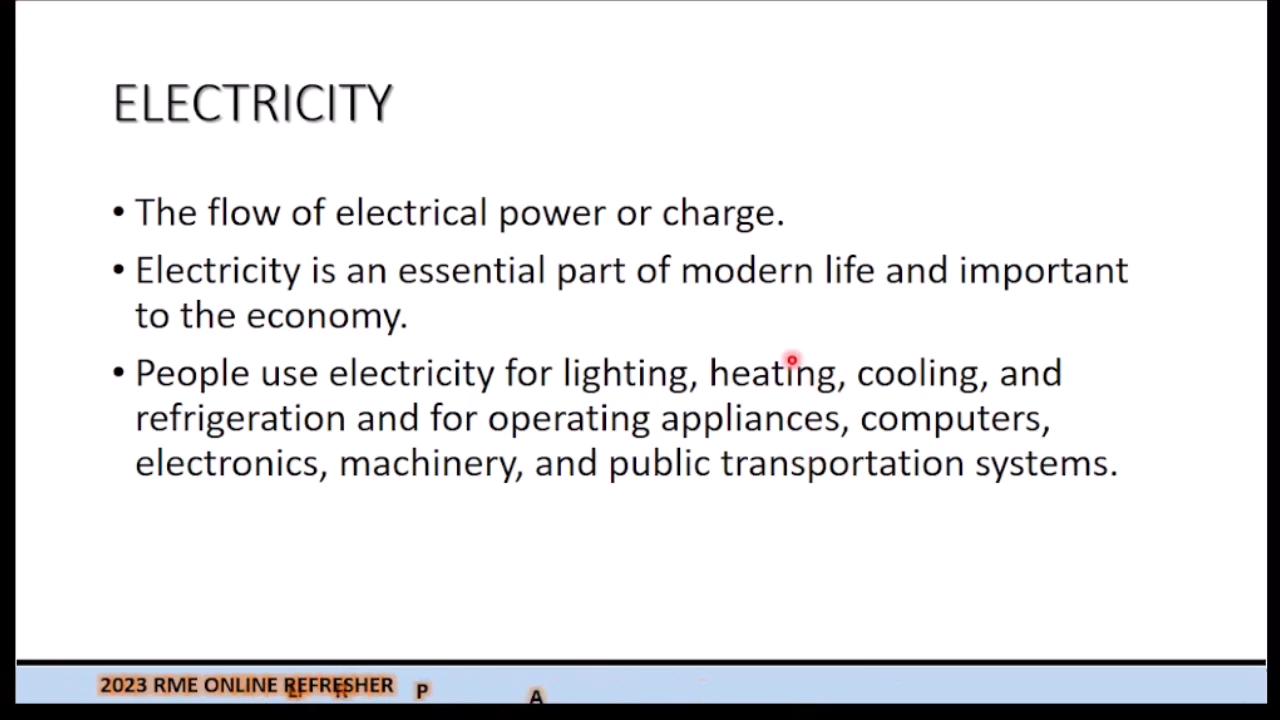 ELECTRICITY
• The flow of electrical power or charge.
• Electricity is an essential part of modern life and important
to the economy.
• People use electricity for lighting, heating, cooling, and
refrigeration and for operating appliances, computers,
electronics, machinery, and public transportation systems.
2023 RME ONLINE REFRESHER P A